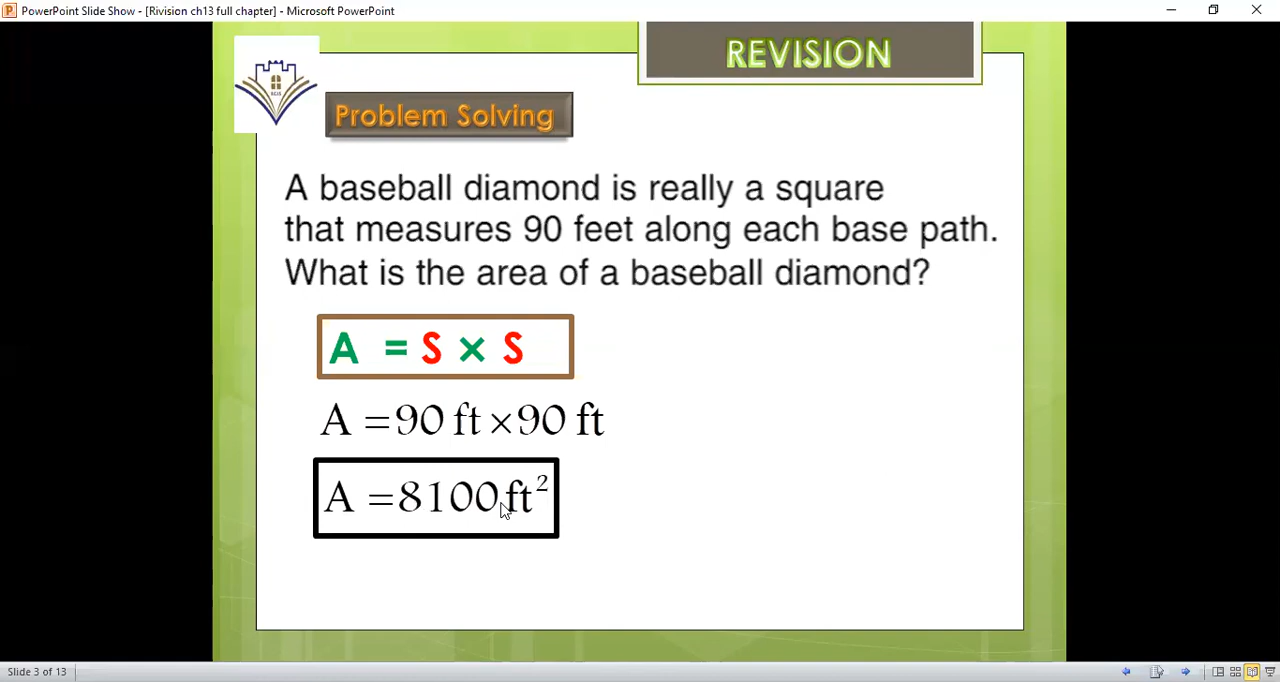 PowerPoint Slide Show - [Rivision ch13 full chapter] - Microsoft PowerPoint
REVISION
Problem Solving
A baseball diamond is really a square
that measures 90 feet along each base path.
What is the area of a baseball diamond?
A = S × S
A = 90 ft × 90 ft
A = 8100 ft²
Slide 3 of 13